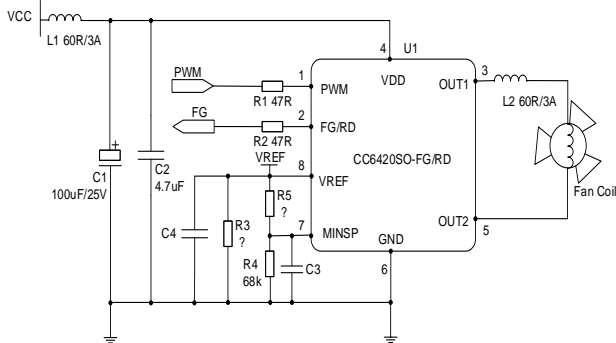 VCC
L1 60R/3A
4 U1
VDD
PWM
1
PWM
R1 47R
OUT1
3
L2 60R/3A
FG
2
FG/RD
R2 47R
VREF
CC6420SO-FG/RD
C1
100uF/25V
+
C2
4.7uF
8
VREF
R5
?
Fan Coil
C4
R3
?
7
MINSP
OUT2
5
R4
68k
C3
GND
6